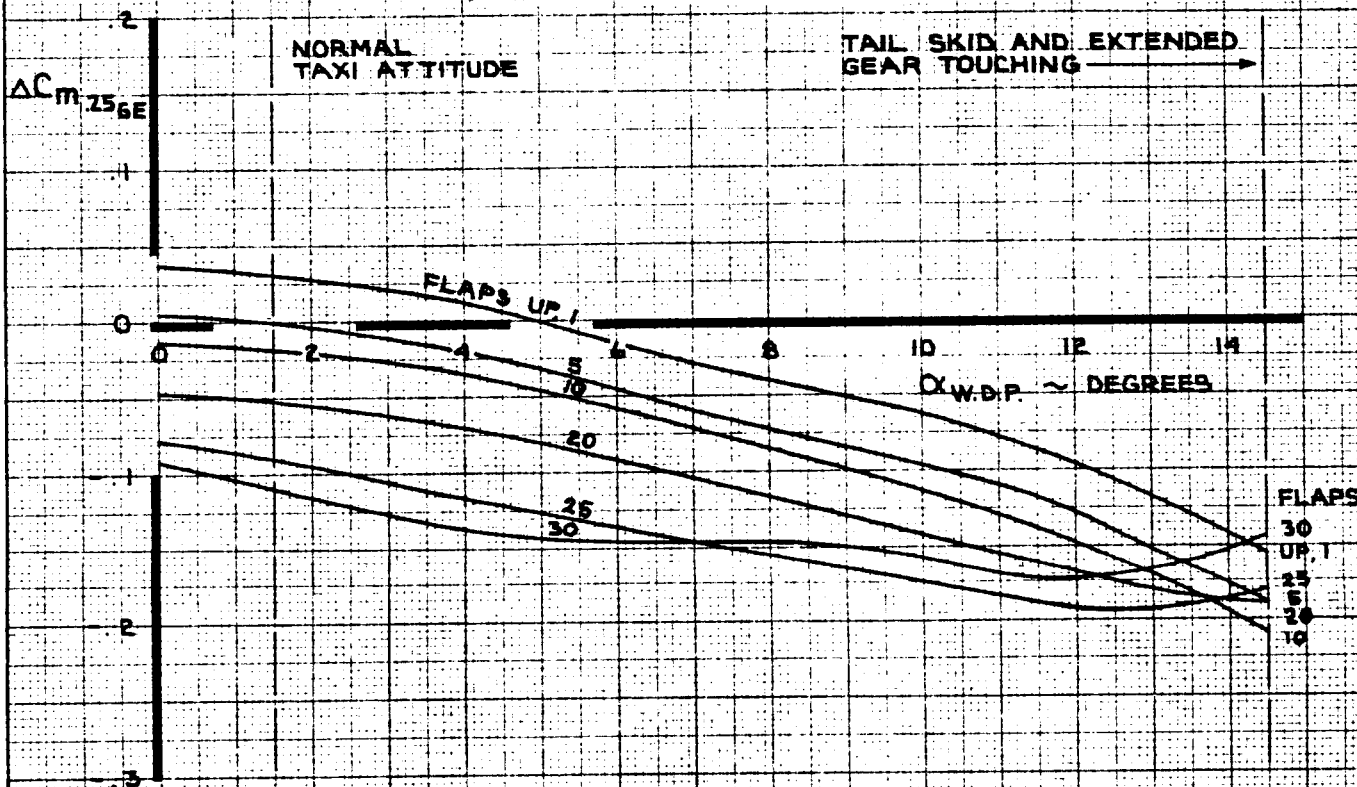 .2
NORMAL
TAXI ATTITUDE
TAIL SKID AND EXTENDED
GEAR TOUCHING
ΔCm.25GE
.1
FLAPS UP, 1
0
0 2 4 6 8 10 12 14
5
10
αW.D.P. ~ DEGREES
20
-.1
25
30
FLAPS
30
UP, 1
25
5
20
10
-.2
-.3